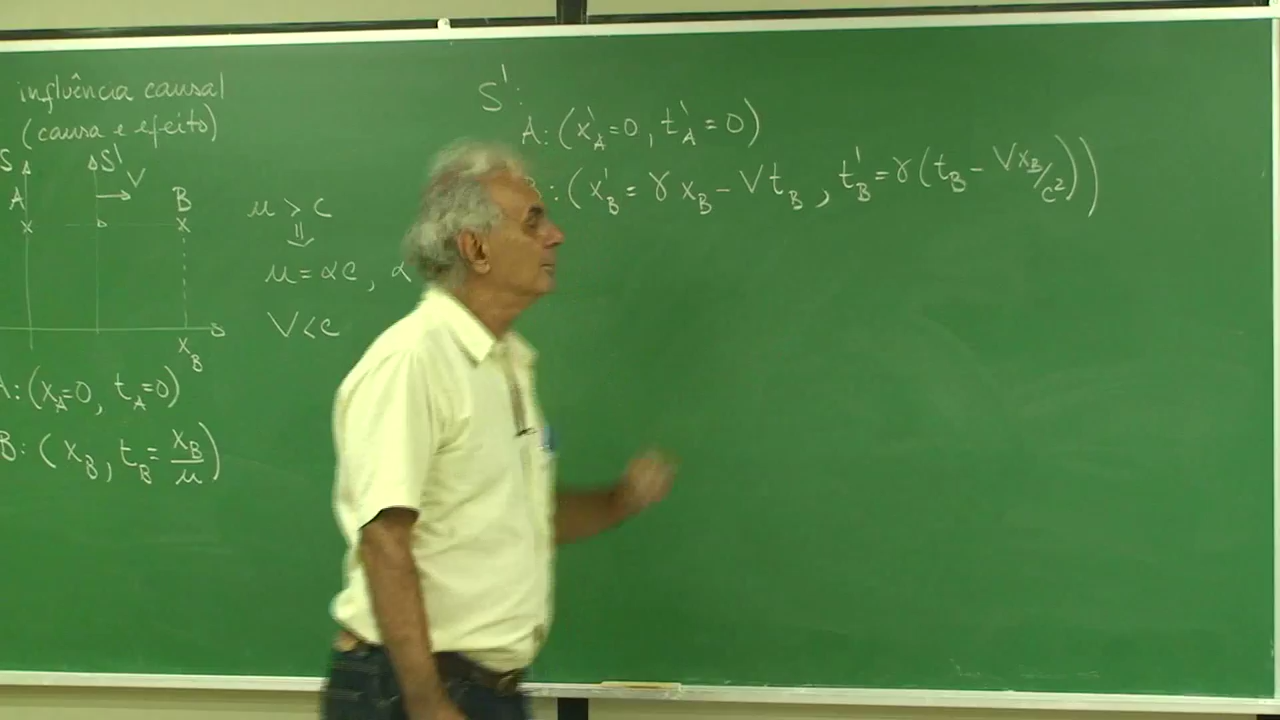 influência causal
(causa e efeito)
S S' V
A B
x x
x_B
A: (x_A=0, t_A=0)
B: (x_B, t_B = x_B/u)
u > c
⇓
u = αc, α
V < c
S':
A: (x'_A=0, t'_A=0)
: (x'_B = γ x_B - V t_B, t'_B = γ(t_B - V x_B/c²))